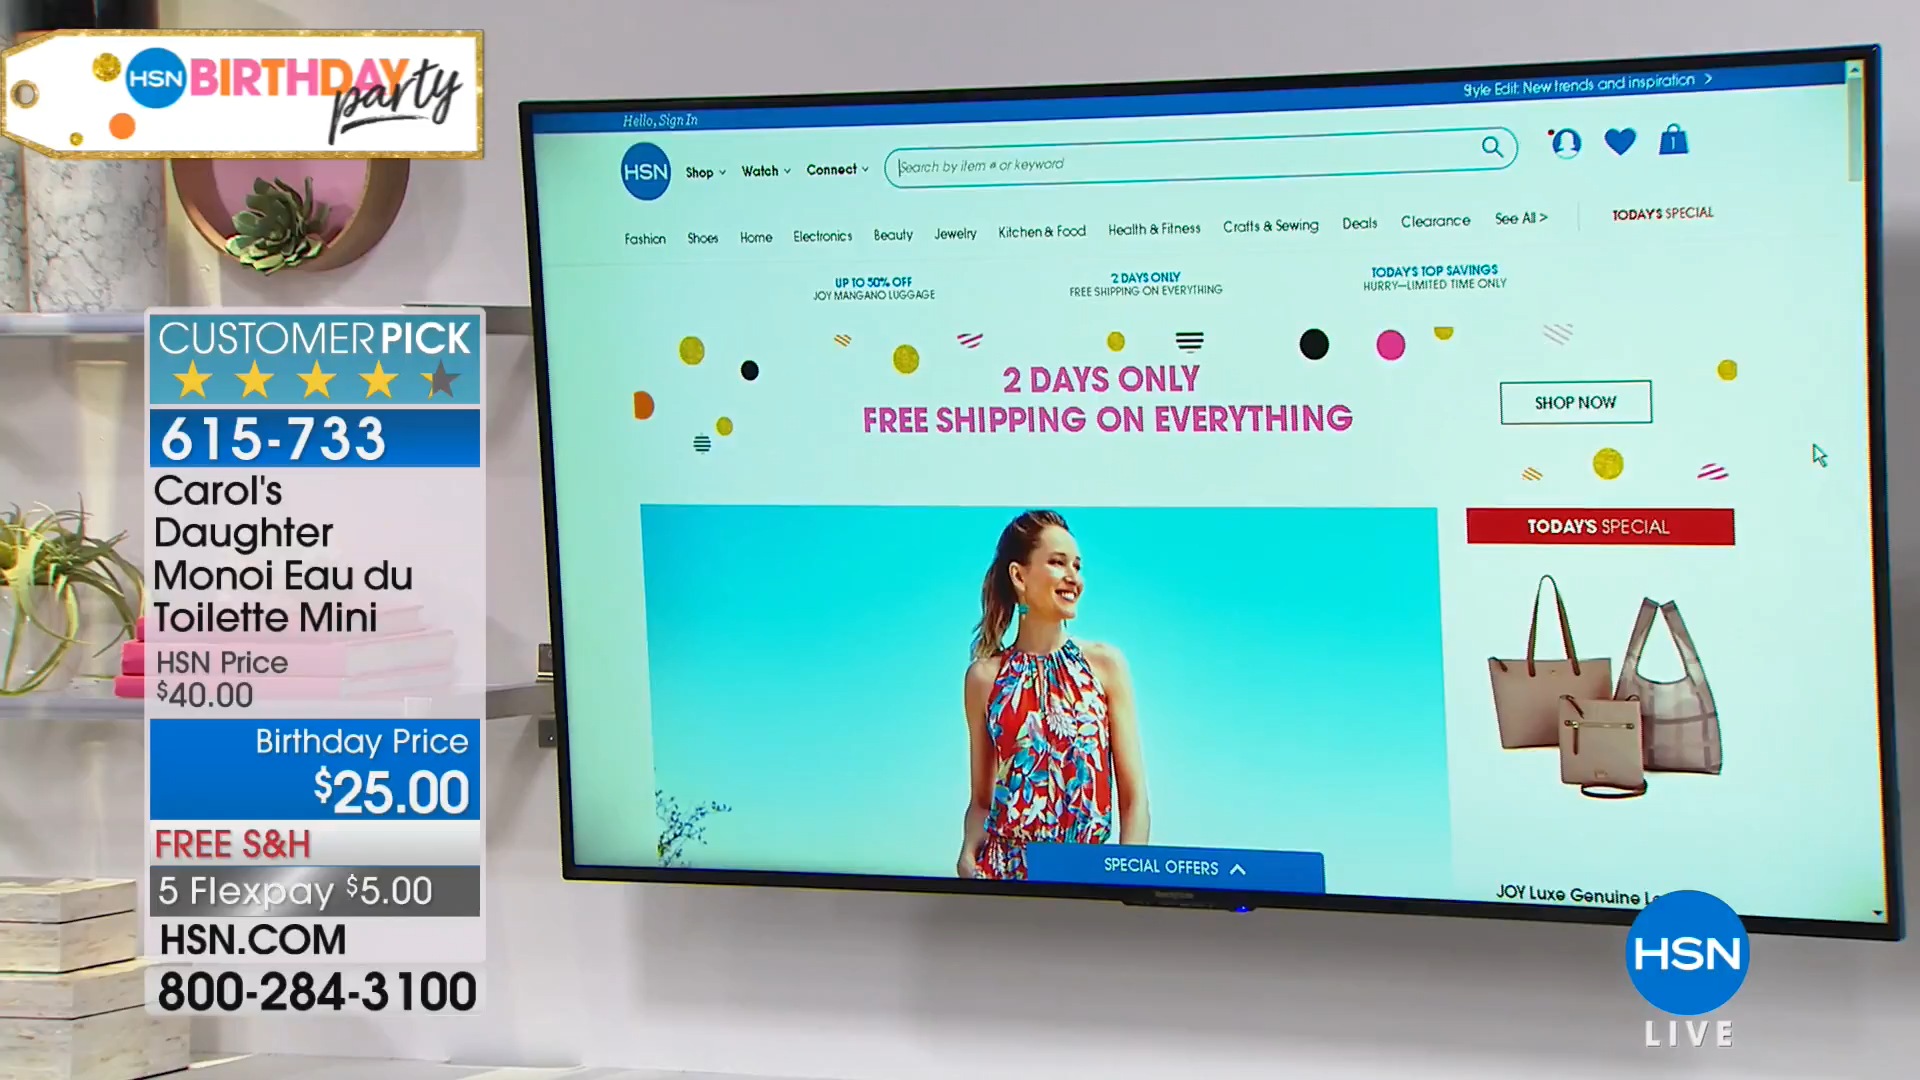 HSN BIRTHDAY
party
CUSTOMER PICK
615-733
Carol's
Daughter
Monoi Eau du
Toilette Mini
HSN Price
$40.00
Birthday Price
$25.00
FREE S&H
5 Flexpay $5.00
HSN.COM
800-284-3100
Style Edit: New trends and inspiration >
Hello, Sign In
HSN Shop Watch Connect Search by item # or keyword 1
Fashion Shoes Home Electronics Beauty Jewelry Kitchen & Food Health & Fitness Crafts & Sewing Deals Clearance See All > TODAY'S SPECIAL
UP TO 50% OFF
JOY MANGANO LUGGAGE
2 DAYS ONLY
FREE SHIPPING ON EVERYTHING
TODAY'S TOP SAVINGS
HURRY—LIMITED TIME ONLY
2 DAYS ONLY
FREE SHIPPING ON EVERYTHING
SHOP NOW
TODAY'S SPECIAL
SPECIAL OFFERS
JOY Luxe Genuine
HSN
LIVE